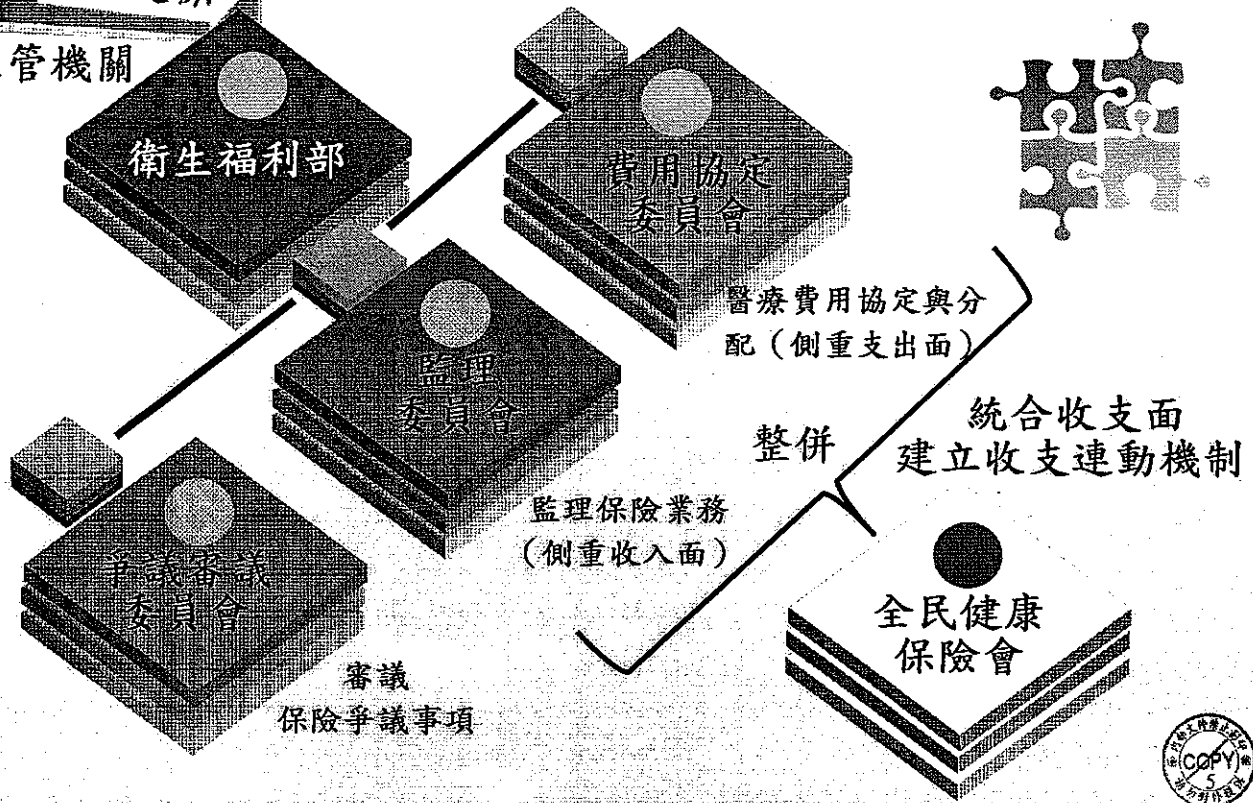 管機關
衛生福利部
費用協定
委員會
醫療費用協定與分
配（側重支出面）
監理
委員會
整併
統合收支面
建立收支連動機制
監理保險業務
（側重收入面）
爭議審議
委員會
全民健康
保險會
審議
保險爭議事項
COPY
5